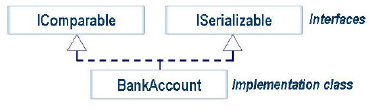 IComparable ISerializable Interfaces
BankAccount Implementation class